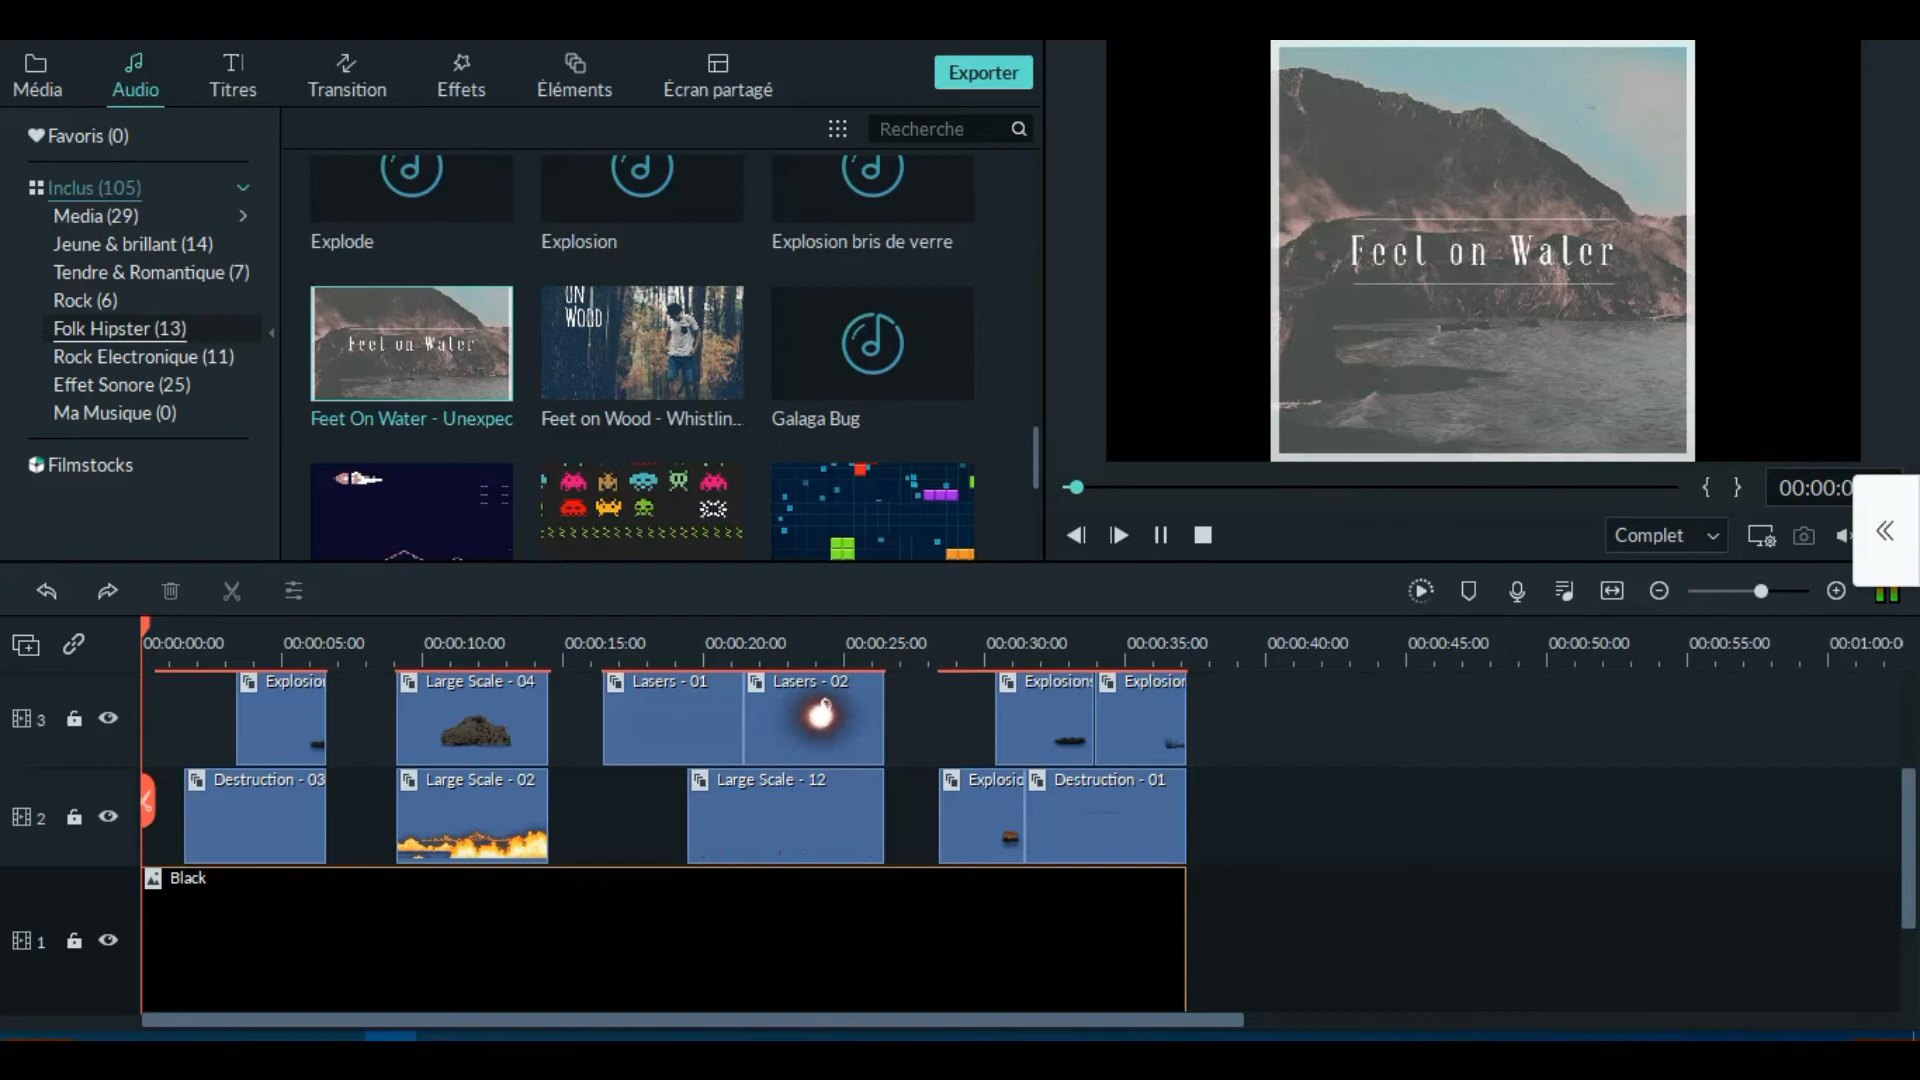 Média
Audio
Titres
Transition
Effets
Éléments
Écran partagé
Exporter
Favoris (0)
Inclus (105)
Media (29)
Jeune & brillant (14)
Tendre & Romantique (7)
Rock (6)
Folk Hipster (13)
Rock Electronique (11)
Effet Sonore (25)
Ma Musique (0)
Filmstocks
Recherche
Explode
Explosion
Explosion bris de verre
Feet on Water
ON
WOOD
Feet On Water - Unexpec
Feet on Wood - Whistlin...
Galaga Bug
Feet on Water
{ }
00:00:0
Complet
00:00:00:00
00:00:05:00
00:00:10:00
00:00:15:00
00:00:20:00
00:00:25:00
00:00:30:00
00:00:35:00
00:00:40:00
00:00:45:00
00:00:50:00
00:00:55:00
00:01:00:0
3
Explosion
Large Scale - 04
Lasers - 01
Lasers - 02
Explosions
Explosion
2
Destruction - 03
Large Scale - 02
Large Scale - 12
Explosio
Destruction - 01
1
Black